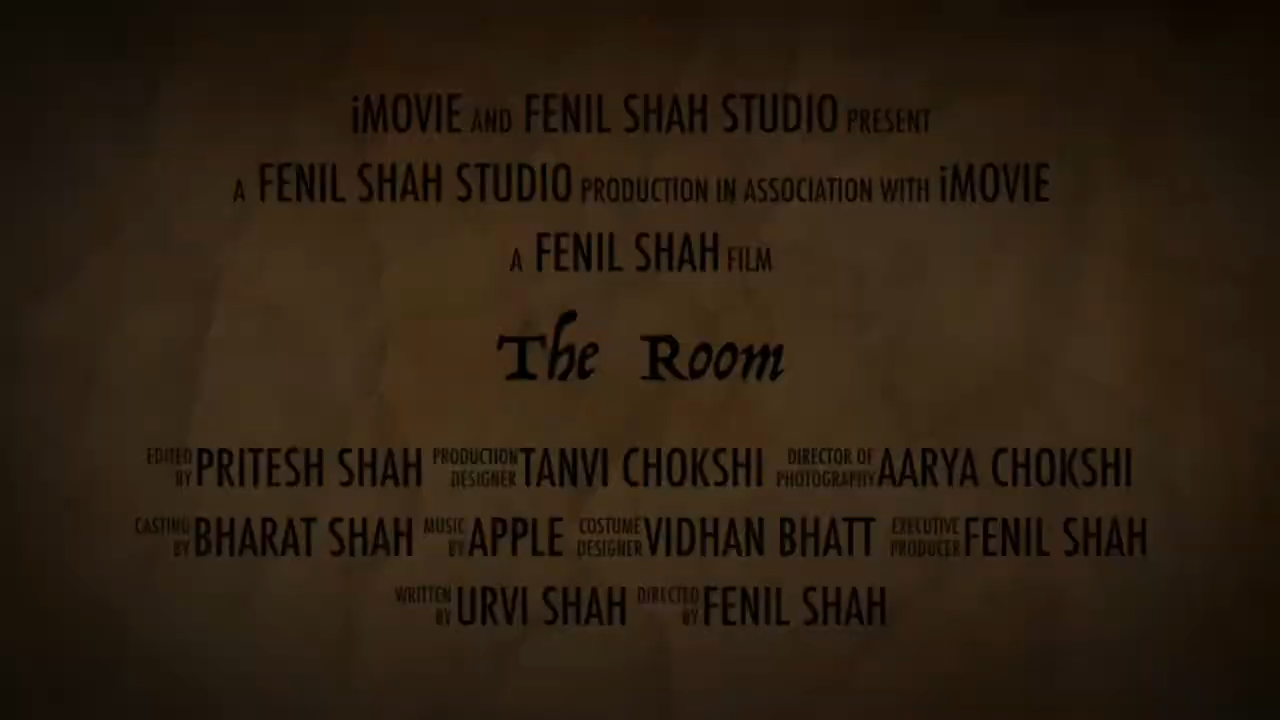 iMOVIE AND FENIL SHAH STUDIO PRESENT
A FENIL SHAH STUDIO PRODUCTION IN ASSOCIATION WITH iMOVIE
A FENIL SHAH FILM
The Room
EDITED BY PRITESH SHAH PRODUCTION DESIGNER TANVI CHOKSHI DIRECTOR OF PHOTOGRAPHY AARYA CHOKSHI
CASTING BY BHARAT SHAH MUSIC BY APPLE COSTUME DESIGNER VIDHAN BHATT EXECUTIVE PRODUCER FENIL SHAH
WRITTEN BY URVI SHAH DIRECTED BY FENIL SHAH